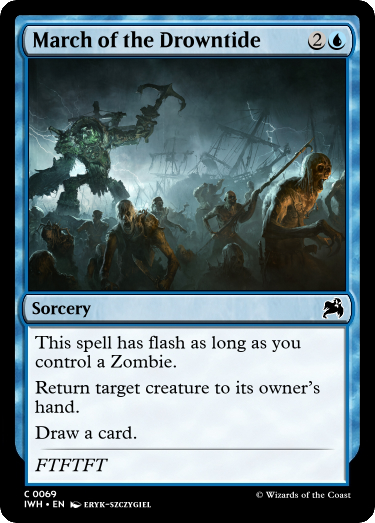 March of the Drowntide 2
Sorcery
This spell has flash as long as you
control a Zombie.
Return target creature to its owner's
hand.
Draw a card.
FTFTFT
C 0069
IWH • EN ERYK-SZCZYGIEL
© Wizards of the Coast